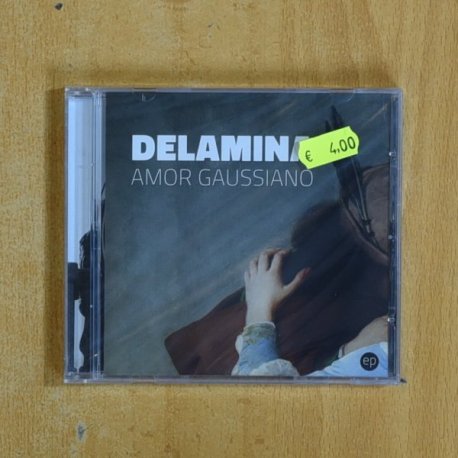 DELAMINA
€ 4,00
AMOR GAUSSIANO
ep